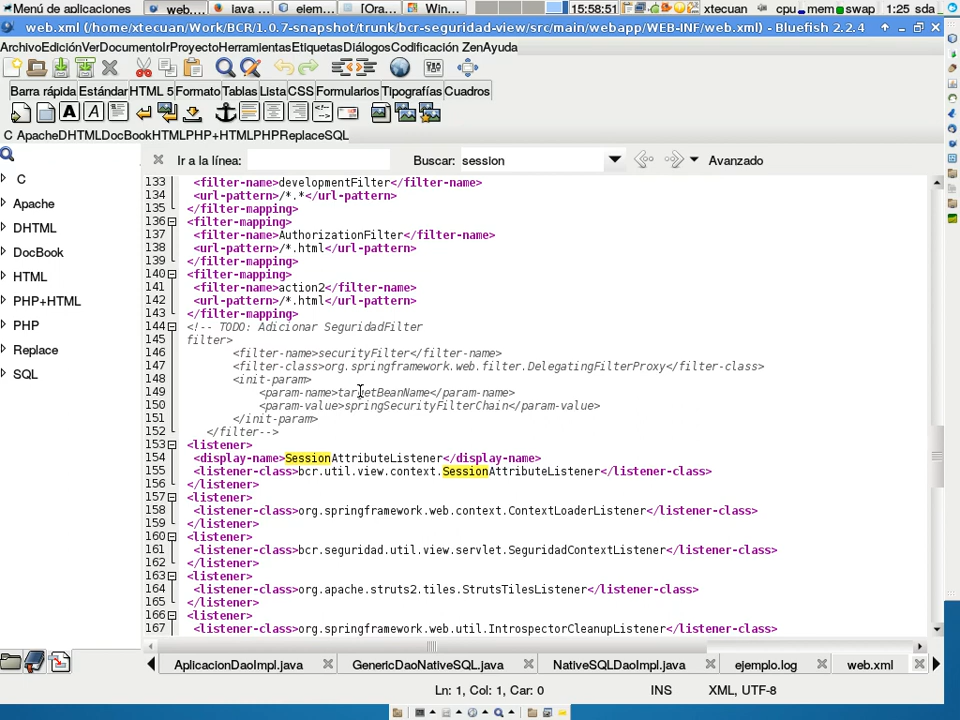 Menú de aplicaciones web.... java ... elem... [Ora... Win... 15:58:51 xtecuan cpu mem swap 1:25 sda
web.xml (/home/xtecuan/Work/BCR/1.0.7-snapshot/trunk/bcr-seguridad-view/src/main/webapp/WEB-INF/web.xml) - Bluefish 2.2.4
ArchivoEdiciónVerDocumentoIrProyectoHerramientasEtiquetasDiálogosCodificación ZenAyuda
Barra rápida Estándar HTML 5 Formato Tablas Lista CSS Formularios Tipografías Cuadros
C ApacheDHTMLDocBookHTMLPHP+HTMLPHPReplaceSQL
Ir a la línea: Buscar: session Avanzado
C
Apache
DHTML
DocBook
HTML
PHP+HTML
PHP
Replace
SQL
133 <filter-name>developmentFilter</filter-name>
134 <url-pattern>/*.*</url-pattern>
135 </filter-mapping>
136 <filter-mapping>
137 <filter-name>AuthorizationFilter</filter-name>
138 <url-pattern>/*.html</url-pattern>
139 </filter-mapping>
140 <filter-mapping>
141 <filter-name>action2</filter-name>
142 <url-pattern>/*.html</url-pattern>
143 </filter-mapping>
144 <!-- TODO: Adicionar SeguridadFilter
145 filter>
146 <filter-name>securityFilter</filter-name>
147 <filter-class>org.springframework.web.filter.DelegatingFilterProxy</filter-class>
148 <init-param>
149 <param-name>targetBeanName</param-name>
150 <param-value>springSecurityFilterChain</param-value>
151 </init-param>
152 </filter-->
153 <listener>
154 <display-name>SessionAttributeListener</display-name>
155 <listener-class>bcr.util.view.context.SessionAttributeListener</listener-class>
156 </listener>
157 <listener>
158 <listener-class>org.springframework.web.context.ContextLoaderListener</listener-class>
159 </listener>
160 <listener>
161 <listener-class>bcr.seguridad.util.view.servlet.SeguridadContextListener</listener-class>
162 </listener>
163 <listener>
164 <listener-class>org.apache.struts2.tiles.StrutsTilesListener</listener-class>
165 </listener>
166 <listener>
167 <listener-class>org.springframework.web.util.IntrospectorCleanupListener</listener-class>
AplicacionDaoImpl.java GenericDaoNativeSQL.java NativeSQLDaoImpl.java ejemplo.log web.xml
Ln: 1, Col: 1, Car: 0 INS XML, UTF-8